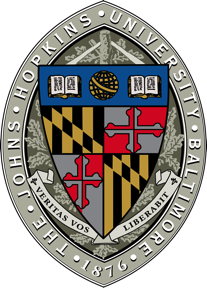 THE · JOHNS · HOPKINS · UNIVERSITY · BALTIMORE ·
VERITAS VOS LIBERABIT
· 1876 ·